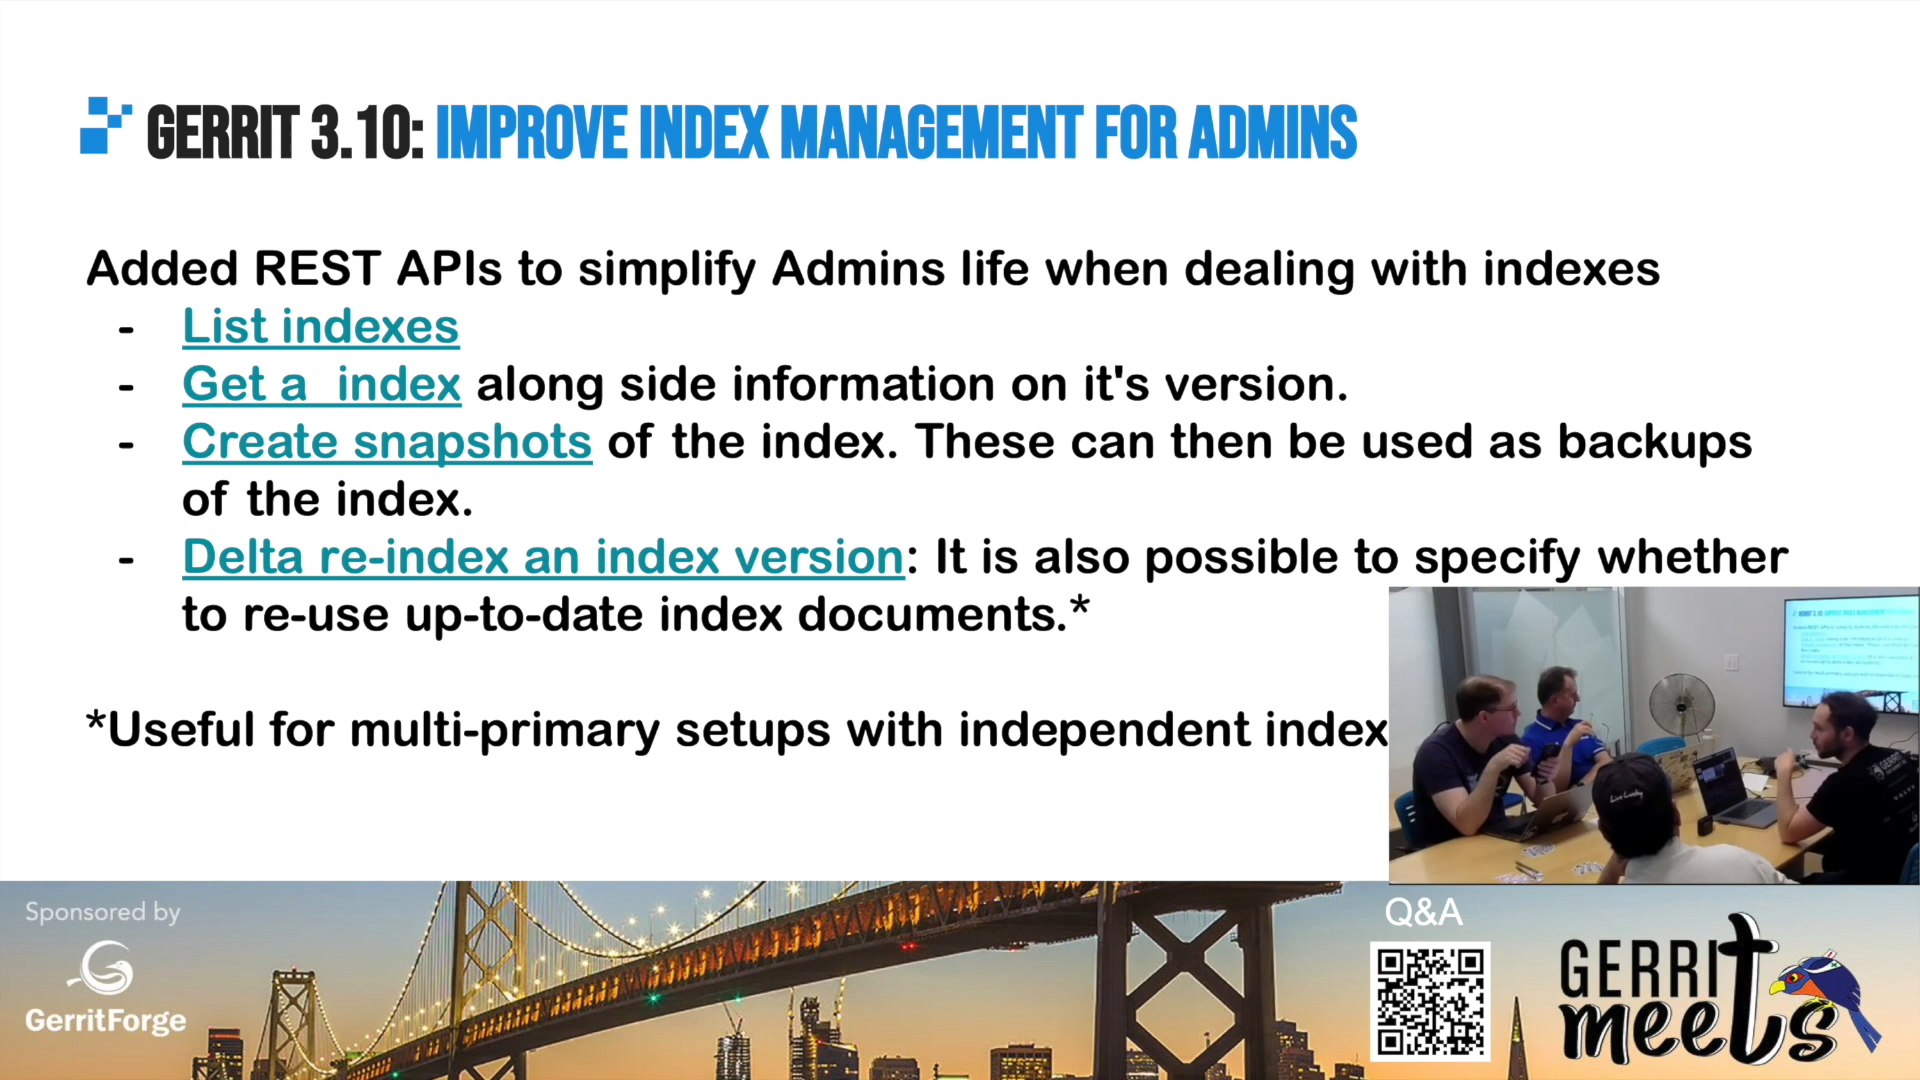 GERRIT 3.10: IMPROVE INDEX MANAGEMENT FOR ADMINS
Added REST APIs to simplify Admins life when dealing with indexes
- List indexes
- Get a  index along side information on it's version.
- Create snapshots of the index. These can then be used as backups
of the index.
- Delta re-index an index version: It is also possible to specify whether
to re-use up-to-date index documents.*
*Useful for multi-primary setups with independent index
Sponsored by
GerritForge
Q&A
GERRIT
meets